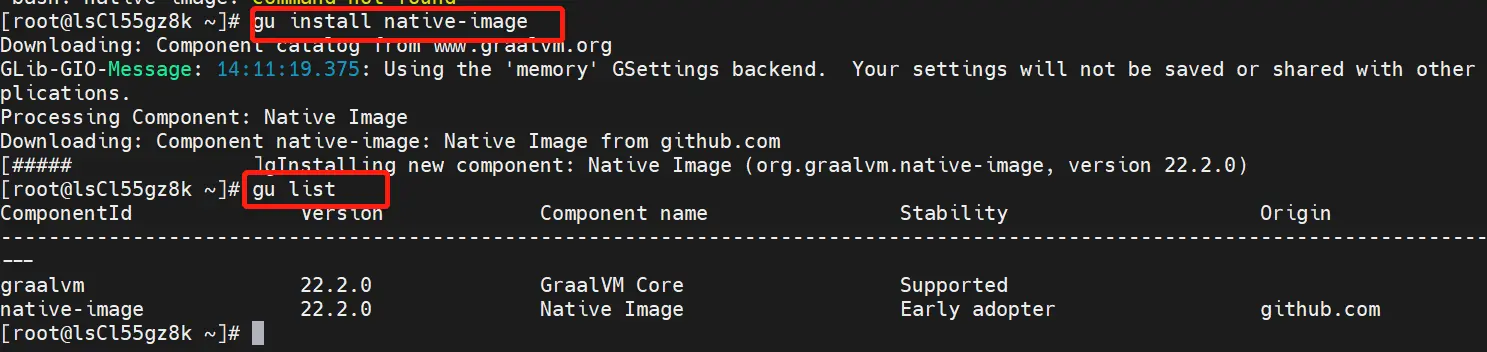 bash: native-image: command not found
[root@lsCl55gz8k ~]# gu install native-image
Downloading: Component catalog from www.graalvm.org
GLib-GIO-Message: 14:11:19.375: Using the 'memory' GSettings backend.  Your settings will not be saved or shared with other
plications.
Processing Component: Native Image
Downloading: Component native-image: Native Image from github.com
[#####               ]gInstalling new component: Native Image (org.graalvm.native-image, version 22.2.0)
[root@lsCl55gz8k ~]# gu list
ComponentId              Version             Component name                Stability                     Origin
---------------------------------------------------------------------------------------------------------------------------
---
graalvm                  22.2.0              GraalVM Core                  Supported
native-image             22.2.0              Native Image                  Early adopter                 github.com
[root@lsCl55gz8k ~]#